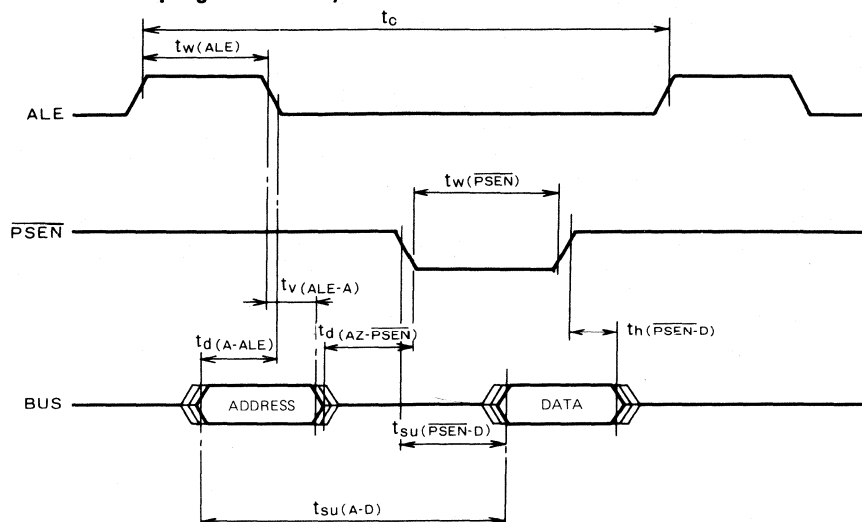 tc
tw(ALE)
ALE
tw(PSEN)
PSEN
tv(ALE-A)
td(A-ALE)
td(AZ-PSEN)
th(PSEN-D)
BUS
ADDRESS
DATA
tsu(PSEN-D)
tsu(A-D)